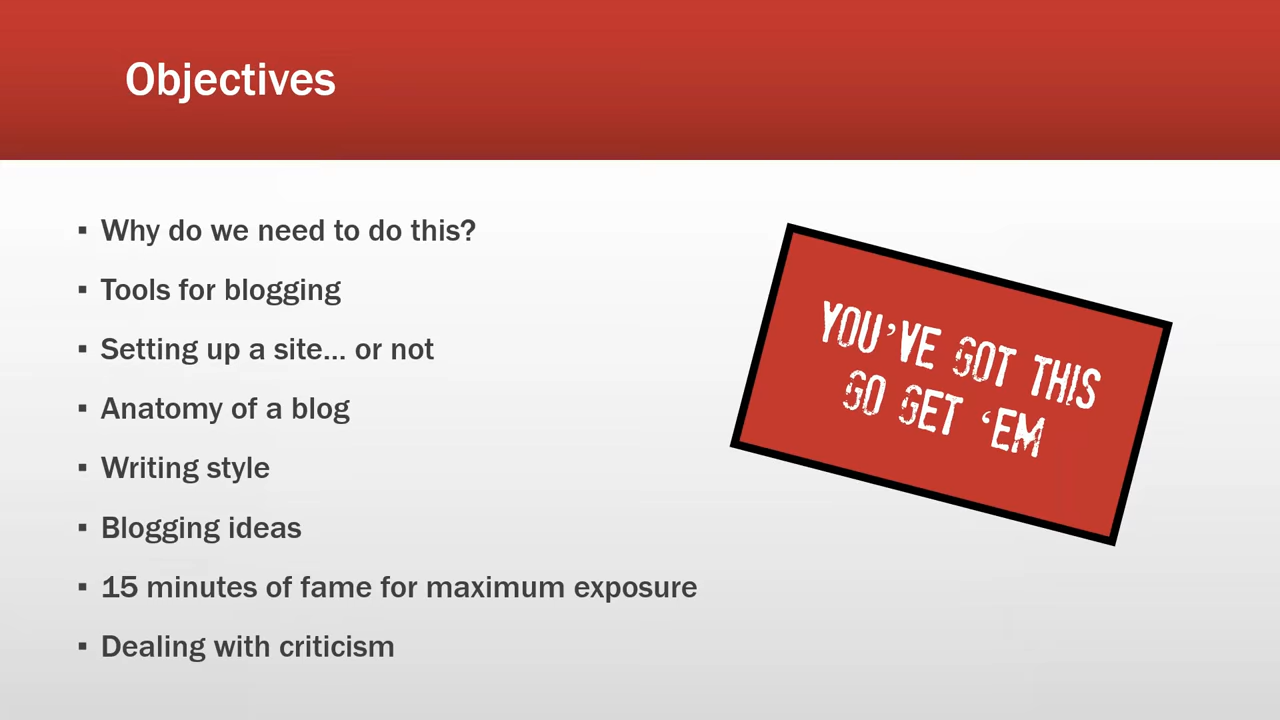 Objectives
▪ Why do we need to do this?
▪ Tools for blogging
▪ Setting up a site... or not
▪ Anatomy of a blog
▪ Writing style
▪ Blogging ideas
▪ 15 minutes of fame for maximum exposure
▪ Dealing with criticism
YOU'VE GOT THIS
GO GET ‘EM